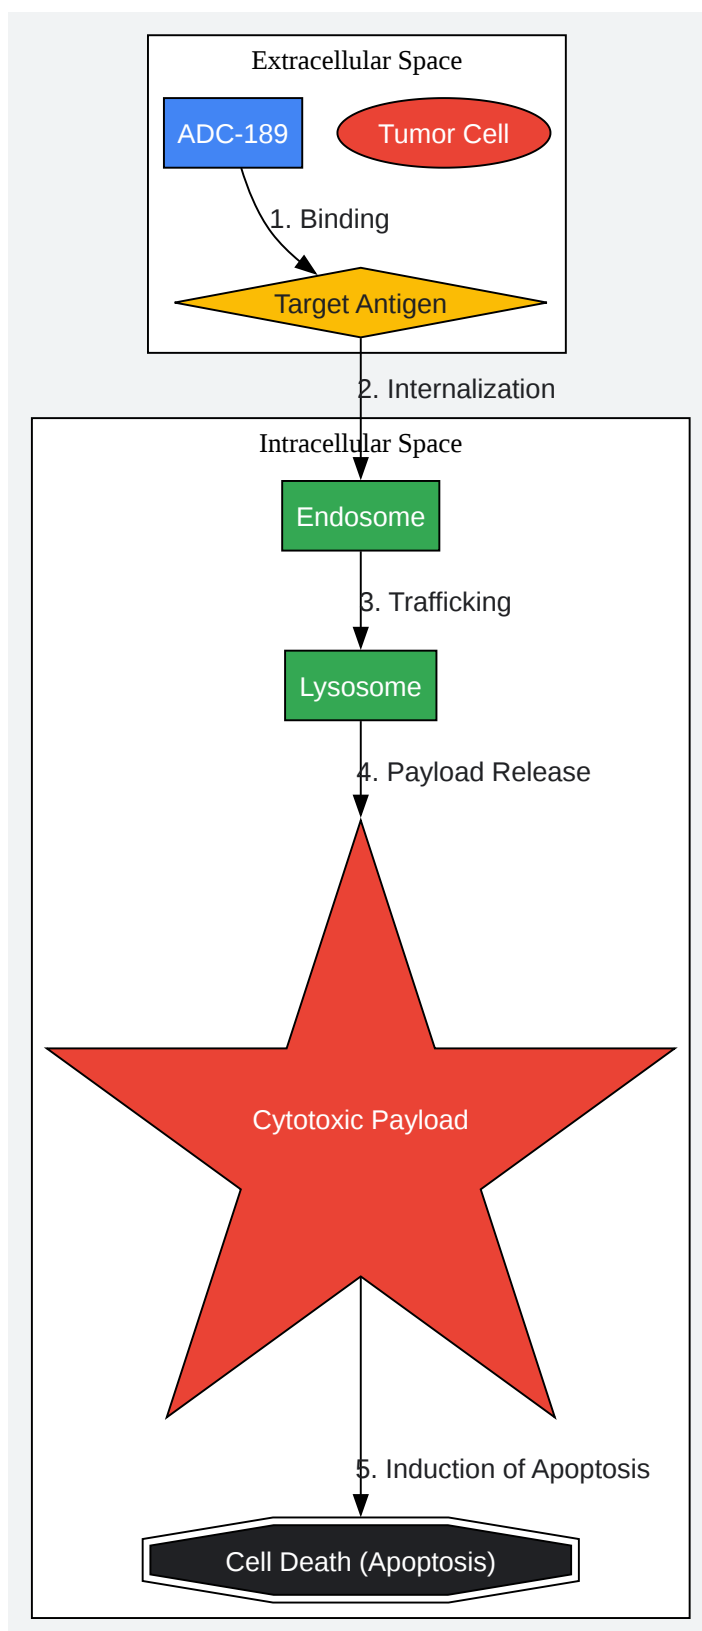 Extracellular Space
ADC-189
Tumor Cell
1. Binding
Target Antigen
2. Internalization
Intracellular Space
Endosome
3. Trafficking
Lysosome
4. Payload Release
Cytotoxic Payload
5. Induction of Apoptosis
Cell Death (Apoptosis)